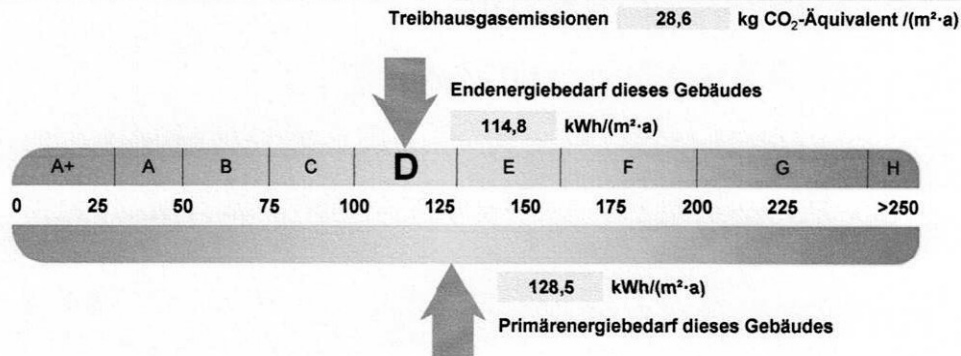 Treibhausgasemissionen 28,6 kg CO₂-Äquivalent /(m²·a)
Endenergiebedarf dieses Gebäudes
114,8 kWh/(m²·a)
A+ A B C D E F G H
0 25 50 75 100 125 150 175 200 225 >250
128,5 kWh/(m²·a)
Primärenergiebedarf dieses Gebäudes